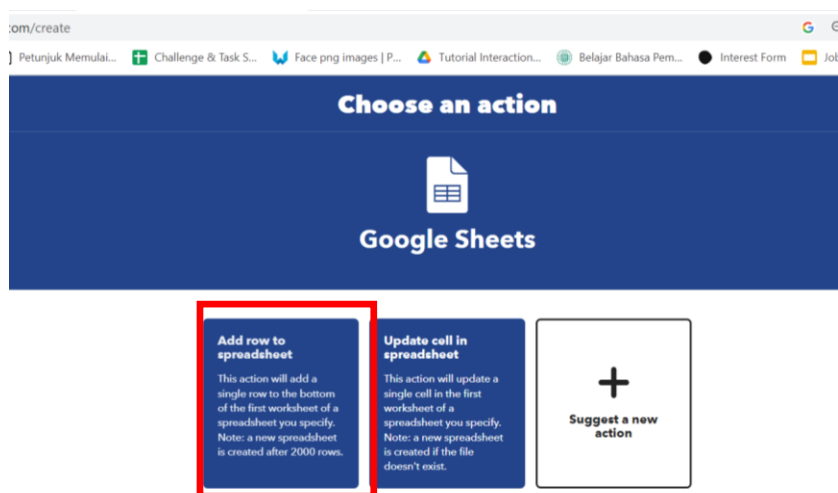 com/create
Petunjuk Memulai...
Challenge & Task S...
Face png images | P...
Tutorial Interaction...
Belajar Bahasa Pem...
Interest Form
Job
Choose an action
Google Sheets
Add row to
spreadsheet
This action will add a
single row to the bottom
of the first worksheet of a
spreadsheet you specify.
Note: a new spreadsheet
is created after 2000 rows.
Update cell in
spreadsheet
This action will update a
single cell in the first
worksheet of a
spreadsheet you specify.
Note: a new spreadsheet
is created if the file
doesn't exist.
Suggest a new
action